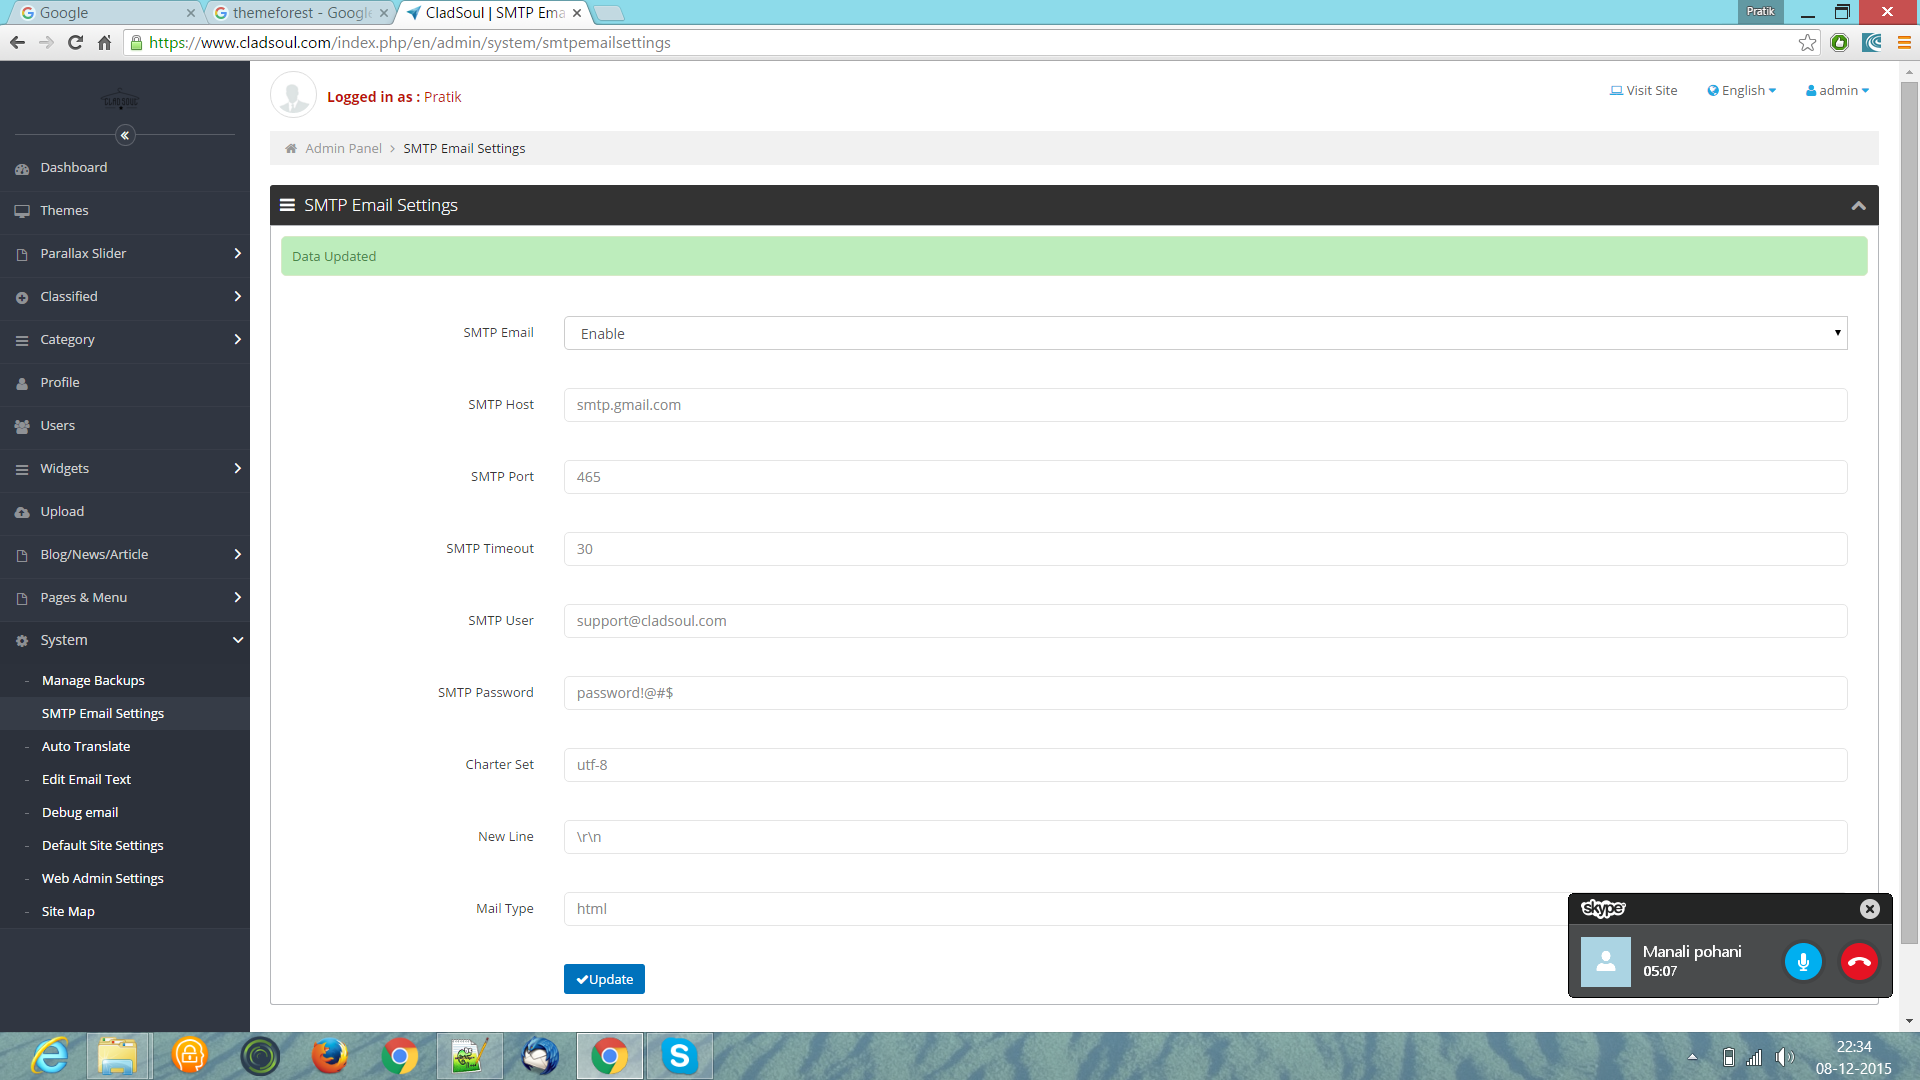 Google
themeforest - Google
CladSoul | SMTP Ema
Pratik
https://www.cladsoul.com/index.php/en/admin/system/smtpemailsettings
CLAD SOUL
Logged in as : Pratik
Visit Site
English
admin
Admin Panel > SMTP Email Settings
Dashboard
Themes
Parallax Slider
Classified
Category
Profile
Users
Widgets
Upload
Blog/News/Article
Pages & Menu
System
- Manage Backups
SMTP Email Settings
- Auto Translate
- Edit Email Text
- Debug email
- Default Site Settings
- Web Admin Settings
- Site Map
SMTP Email Settings
Data Updated
SMTP Email Enable
SMTP Host smtp.gmail.com
SMTP Port 465
SMTP Timeout 30
SMTP User support@cladsoul.com
SMTP Password password!@#$
Charter Set utf-8
New Line \r\n
Mail Type html
Update
skype
Manali pohani
05:07
22:34
08-12-2015